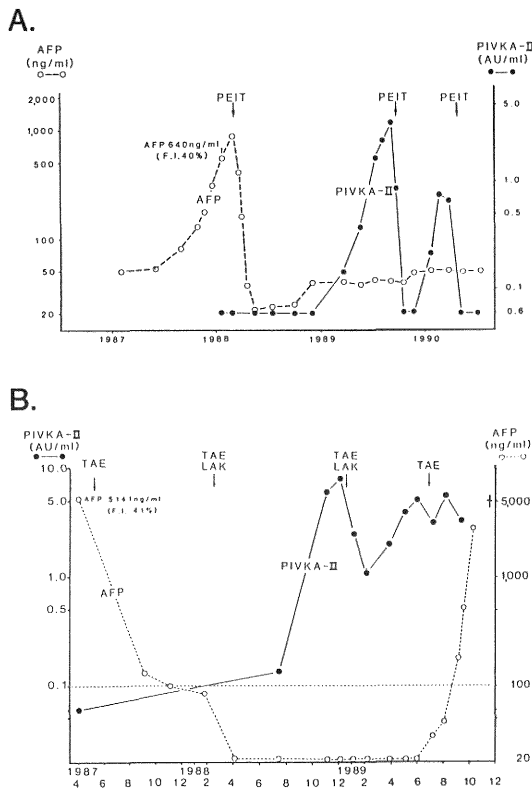 A.
AFP
(ng/ml)
PIVKA-II
(AU/ml)
PEIT
PEIT
PEIT
2,000
1,000
500
100
50
20
AFP 640ng/ml
(F.I.40%)
AFP
PIVKA-II
5.0
1.0
0.5
0.1
0.6
1987
1988
1989
1990
B.
PIVKA-II
(AU/ml)
AFP
(ng/ml)
TAE
TAE
LAK
TAE
LAK
TAE
10.0
5.0
1.0
0.5
0.1
AFP 5141ng/ml
(F.I. 41%)
AFP
PIVKA-II
5,000
1,000
100
20
1987
1988
1989
4 6 8 10 12 2 4 6 8 10 12 2 4 6 8 10 12